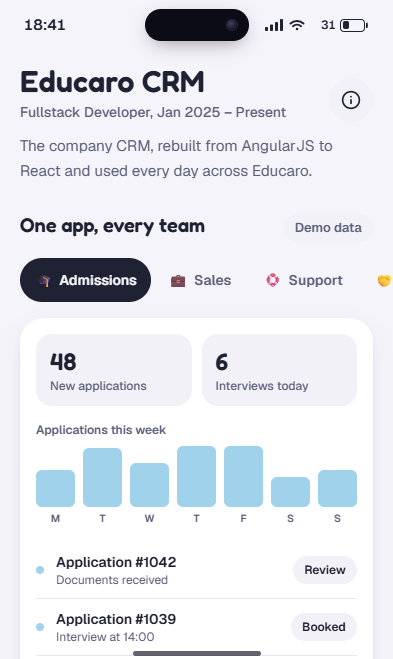 18:41
31
Educaro CRM
Fullstack Developer, Jan 2025 – Present
The company CRM, rebuilt from AngularJS to
React and used every day across Educaro.
One app, every team
Demo data
Admissions
Sales
Support
48
New applications
6
Interviews today
Applications this week
M T W T F S S
Application #1042
Documents received
Review
Application #1039
Interview at 14:00
Booked